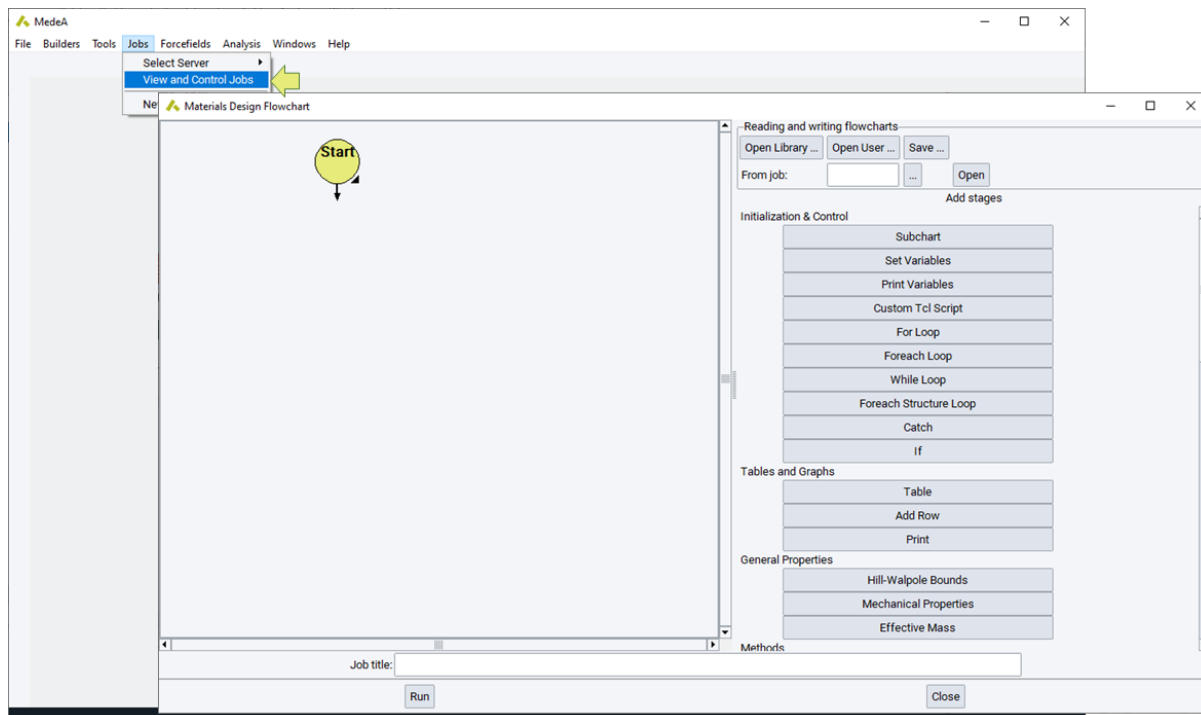 MedeA
File Builders Tools Jobs Forcefields Analysis Windows Help
Select Server
View and Control Jobs
Materials Design Flowchart
Start
Reading and writing flowcharts
Open Library ... Open User ... Save ...
From job: ... Open
Add stages
Initialization & Control
Subchart
Set Variables
Print Variables
Custom Tcl Script
For Loop
Foreach Loop
While Loop
Foreach Structure Loop
Catch
If
Tables and Graphs
Table
Add Row
Print
General Properties
Hill-Walpole Bounds
Mechanical Properties
Effective Mass
Methods
Job title:
Run Close